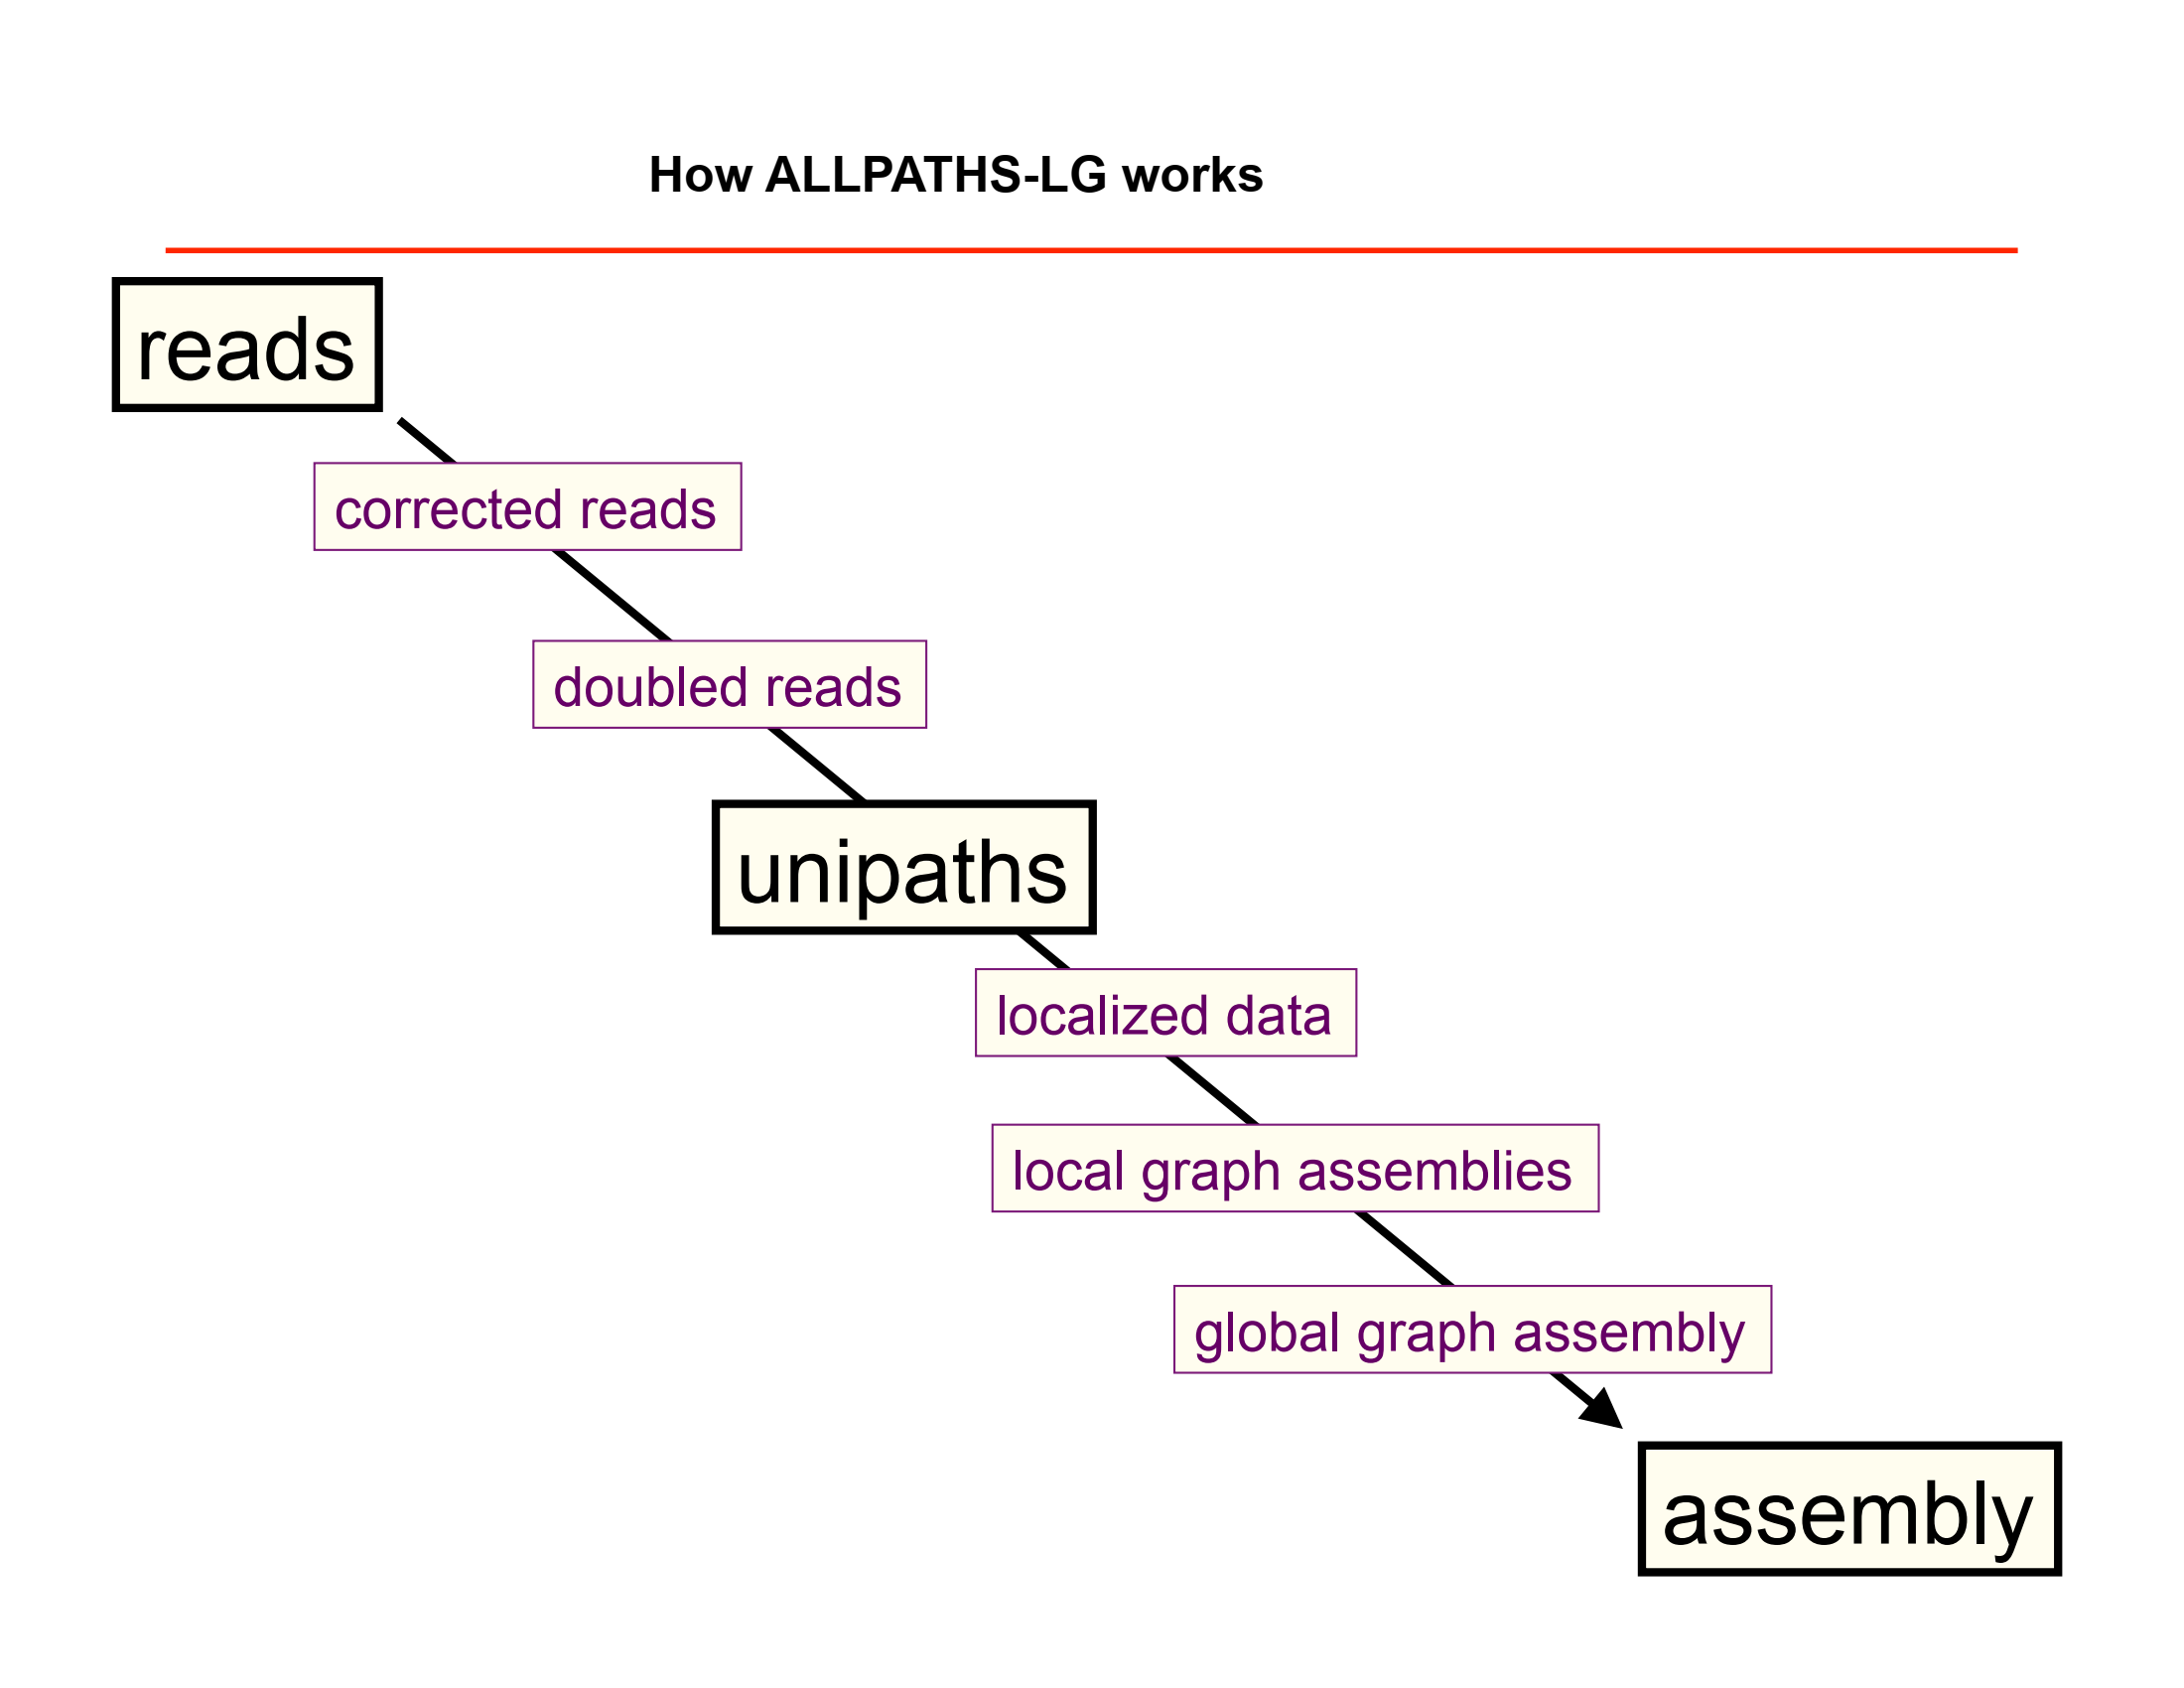 How ALLPATHS-LG works
reads
corrected reads
doubled reads
unipaths
localized data
local graph assemblies
global graph assembly
assembly